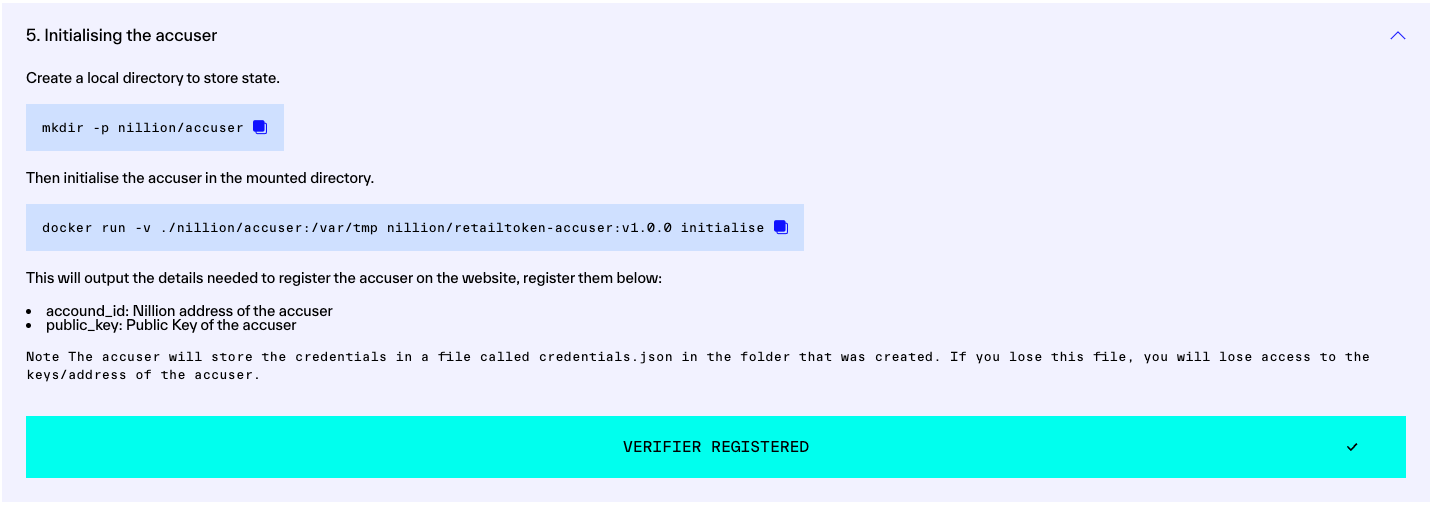 5. Initialising the accuser
Create a local directory to store state.
mkdir -p nillion/accuser
Then initialise the accuser in the mounted directory.
docker run -v ./nillion/accuser:/var/tmp nillion/retailtoken-accuser:v1.0.0 initialise
This will output the details needed to register the accuser on the website, register them below:
• accound_id: Nillion address of the accuser
• public_key: Public Key of the accuser
Note The accuser will store the credentials in a file called credentials.json in the folder that was created. If you lose this file, you will lose access to the
keys/address of the accuser.
VERIFIER REGISTERED